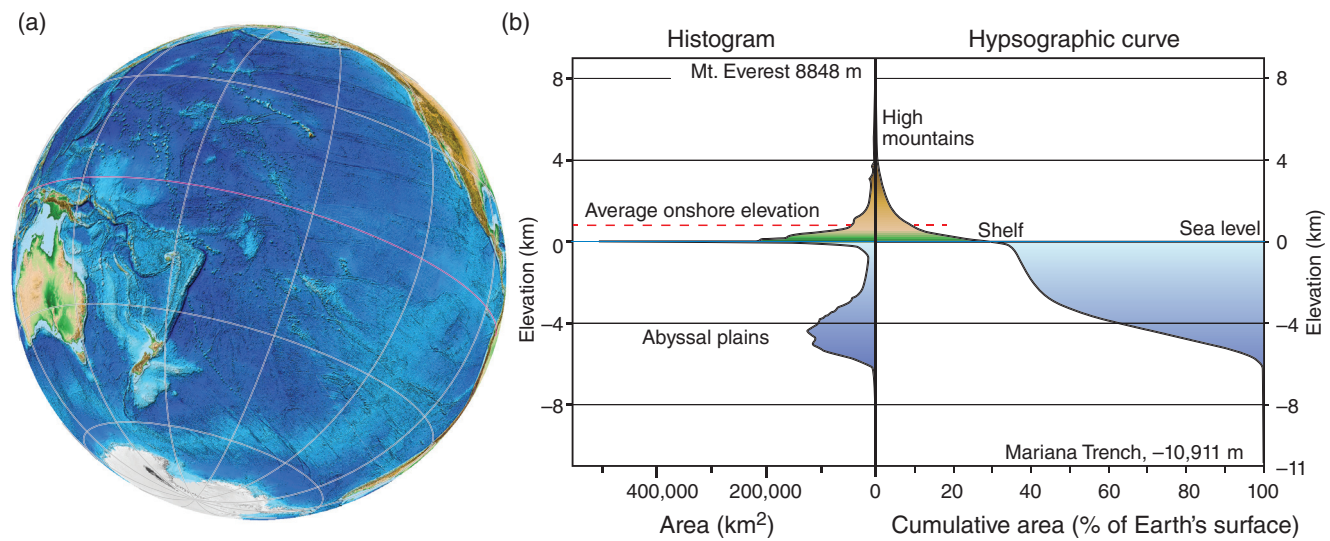 (a)
(b)
Histogram
Hypsographic curve
Mt. Everest 8848 m
8
8
High
mountains
4
4
Average onshore elevation
Shelf
Sea level
0
0
Elevation (km)
Elevation (km)
Abyssal plains
–4
–4
–8
–8
Mariana Trench, –10,911 m
–11
400,000
200,000
0
20
40
60
80
100
Area (km²)
Cumulative area (% of Earth's surface)